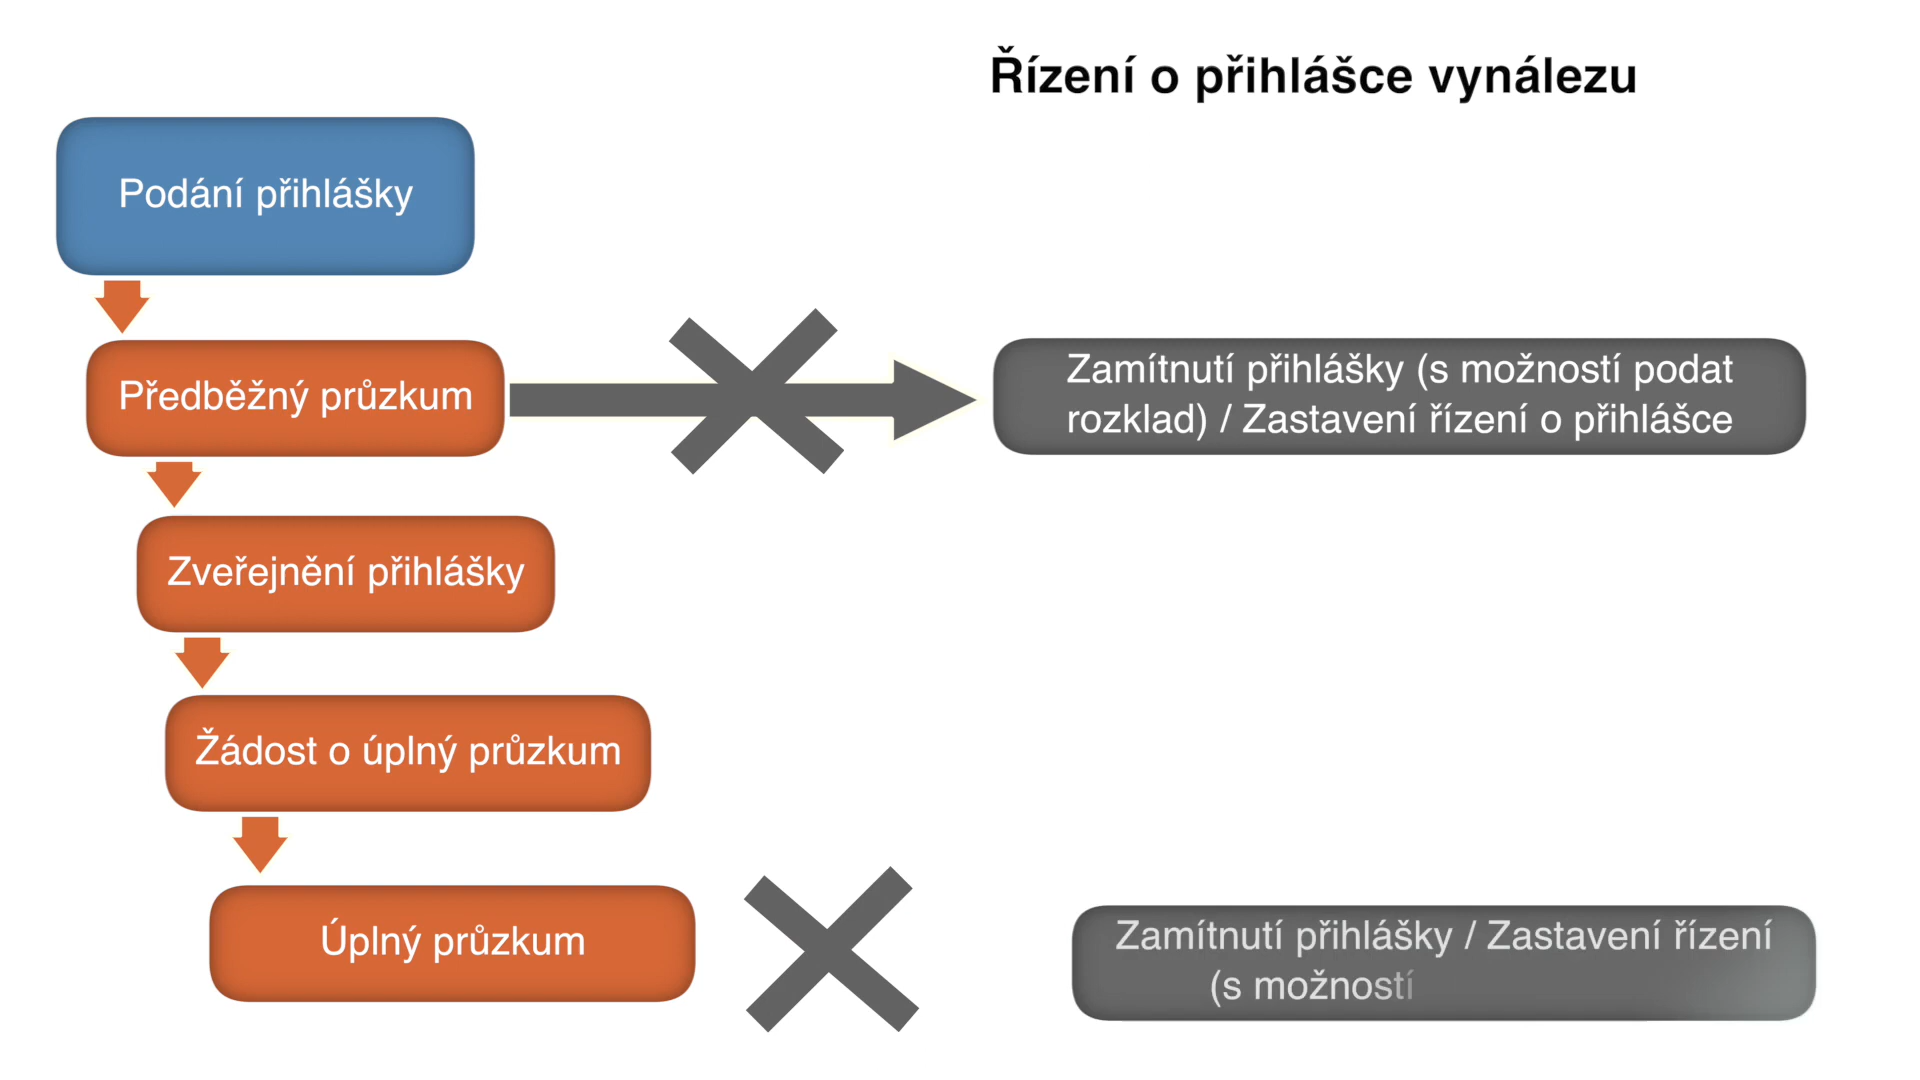 Řízení o přihlášce vynálezu
Podání přihlášky
Předběžný průzkum
Zamítnutí přihlášky (s možností podat
rozklad) / Zastavení řízení o přihlášce
Zveřejnění přihlášky
Žádost o úplný průzkum
Úplný průzkum
Zamítnutí přihlášky / Zastavení řízení
(s možností